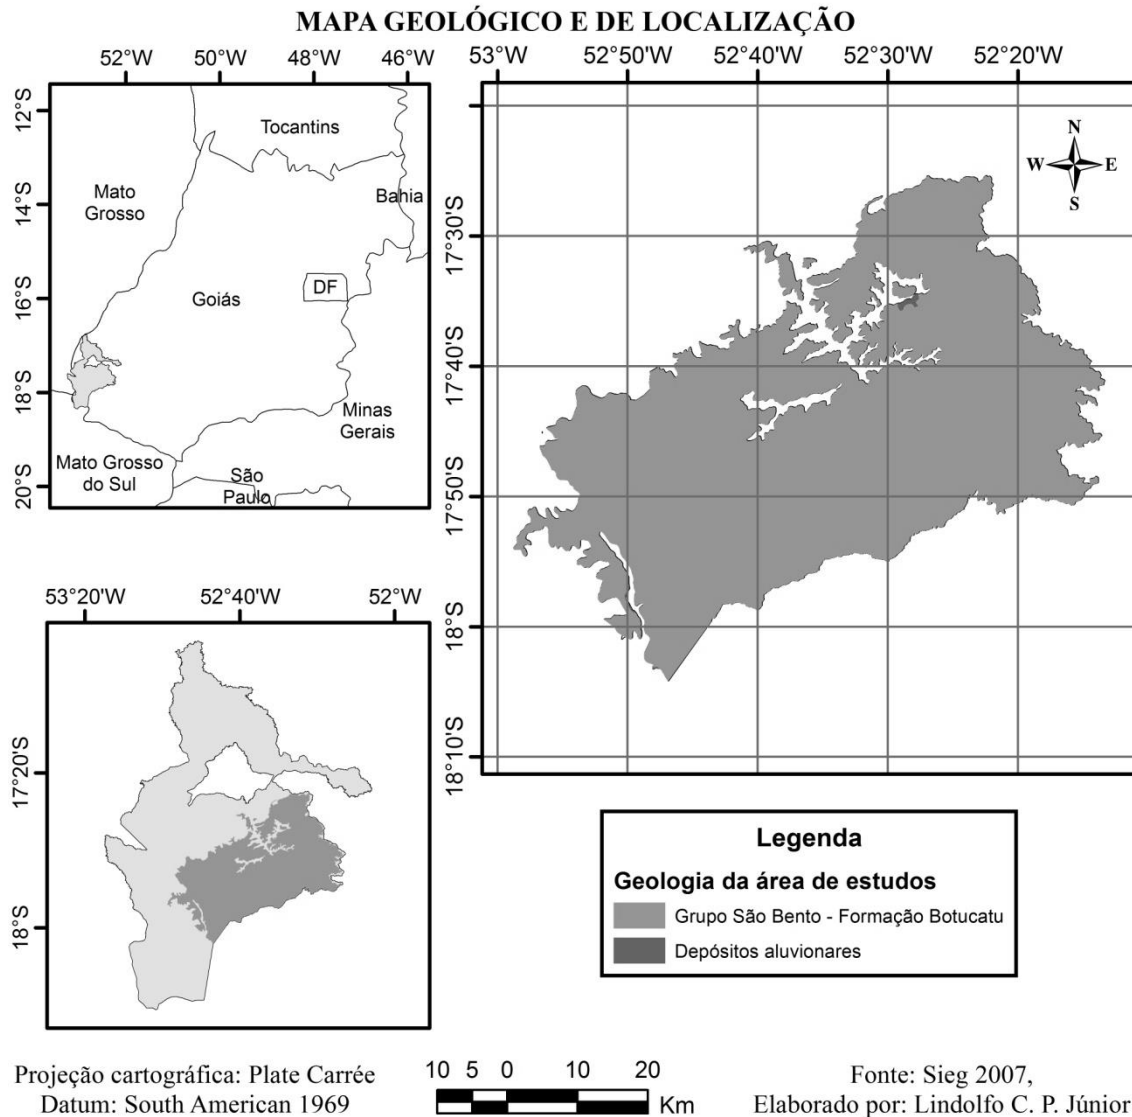 MAPA GEOLÓGICO E DE LOCALIZAÇÃO
52°W 50°W 48°W 46°W
12°S
14°S
16°S
18°S
20°S
Tocantins
Mato
Grosso
Bahia
Goiás
DF
Minas
Gerais
Mato Grosso
do Sul
São
Paulo
53°W 52°50'W 52°40'W 52°30'W 52°20'W
17°30'S
17°40'S
17°50'S
18°S
18°10'S
N
W E
S
53°20'W 52°40'W 52°W
17°20'S
18°S
Legenda
Geologia da área de estudos
Grupo São Bento - Formação Botucatu
Depósitos aluvionares
Projeção cartográfica: Plate Carrée
Datum: South American 1969
10 5 0 10 20
Km
Fonte: Sieg 2007,
Elaborado por: Lindolfo C. P. Júnior